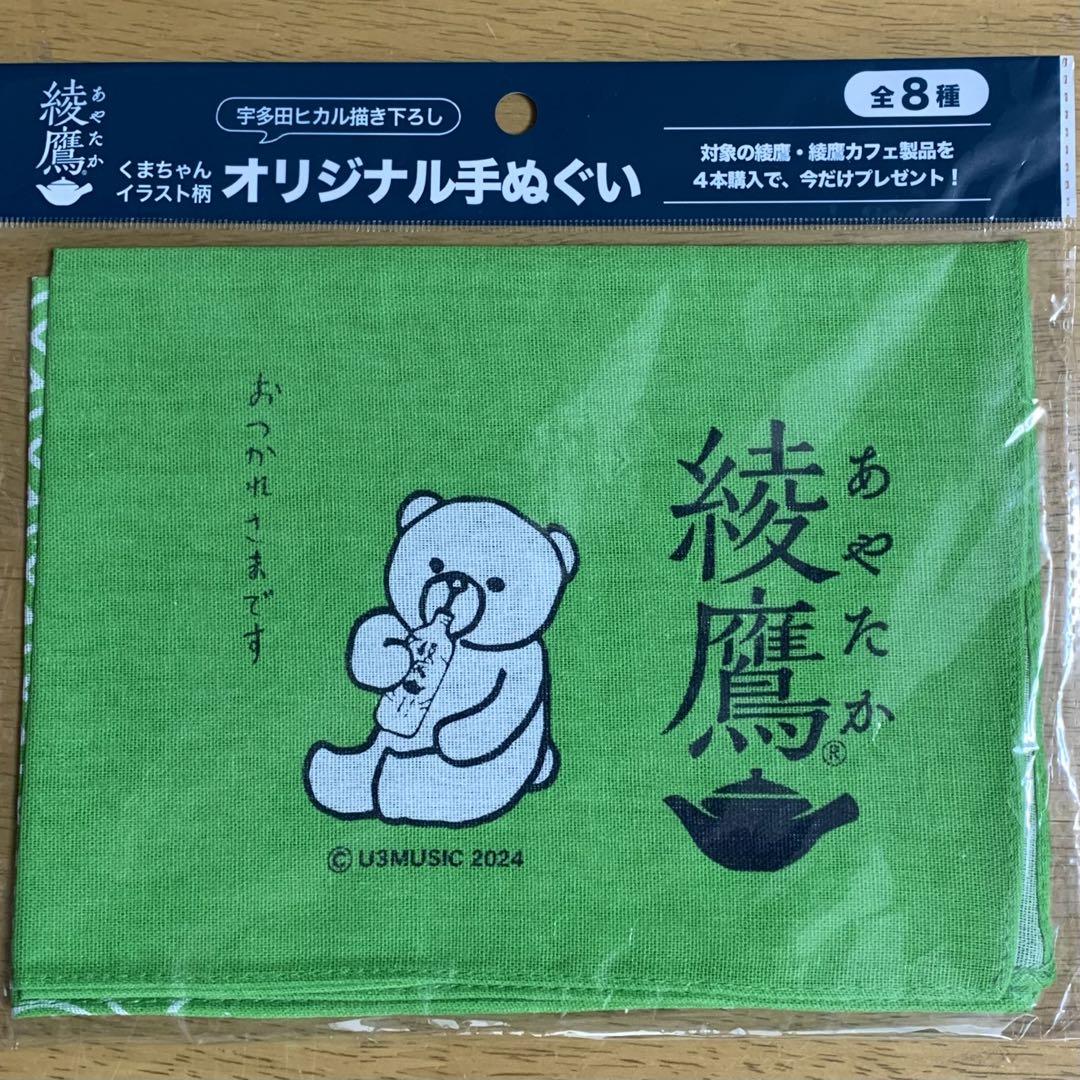 綾鷹
あやたか
宇多田ヒカル描き下ろし
くまちゃん
イラスト柄
オリジナル手ぬぐい
全8種
対象の綾鷹・綾鷹カフェ製品を
4本購入で、今だけプレゼント！
綾鷹®
あやたか
おつかれさまです
© U3MUSIC 2024